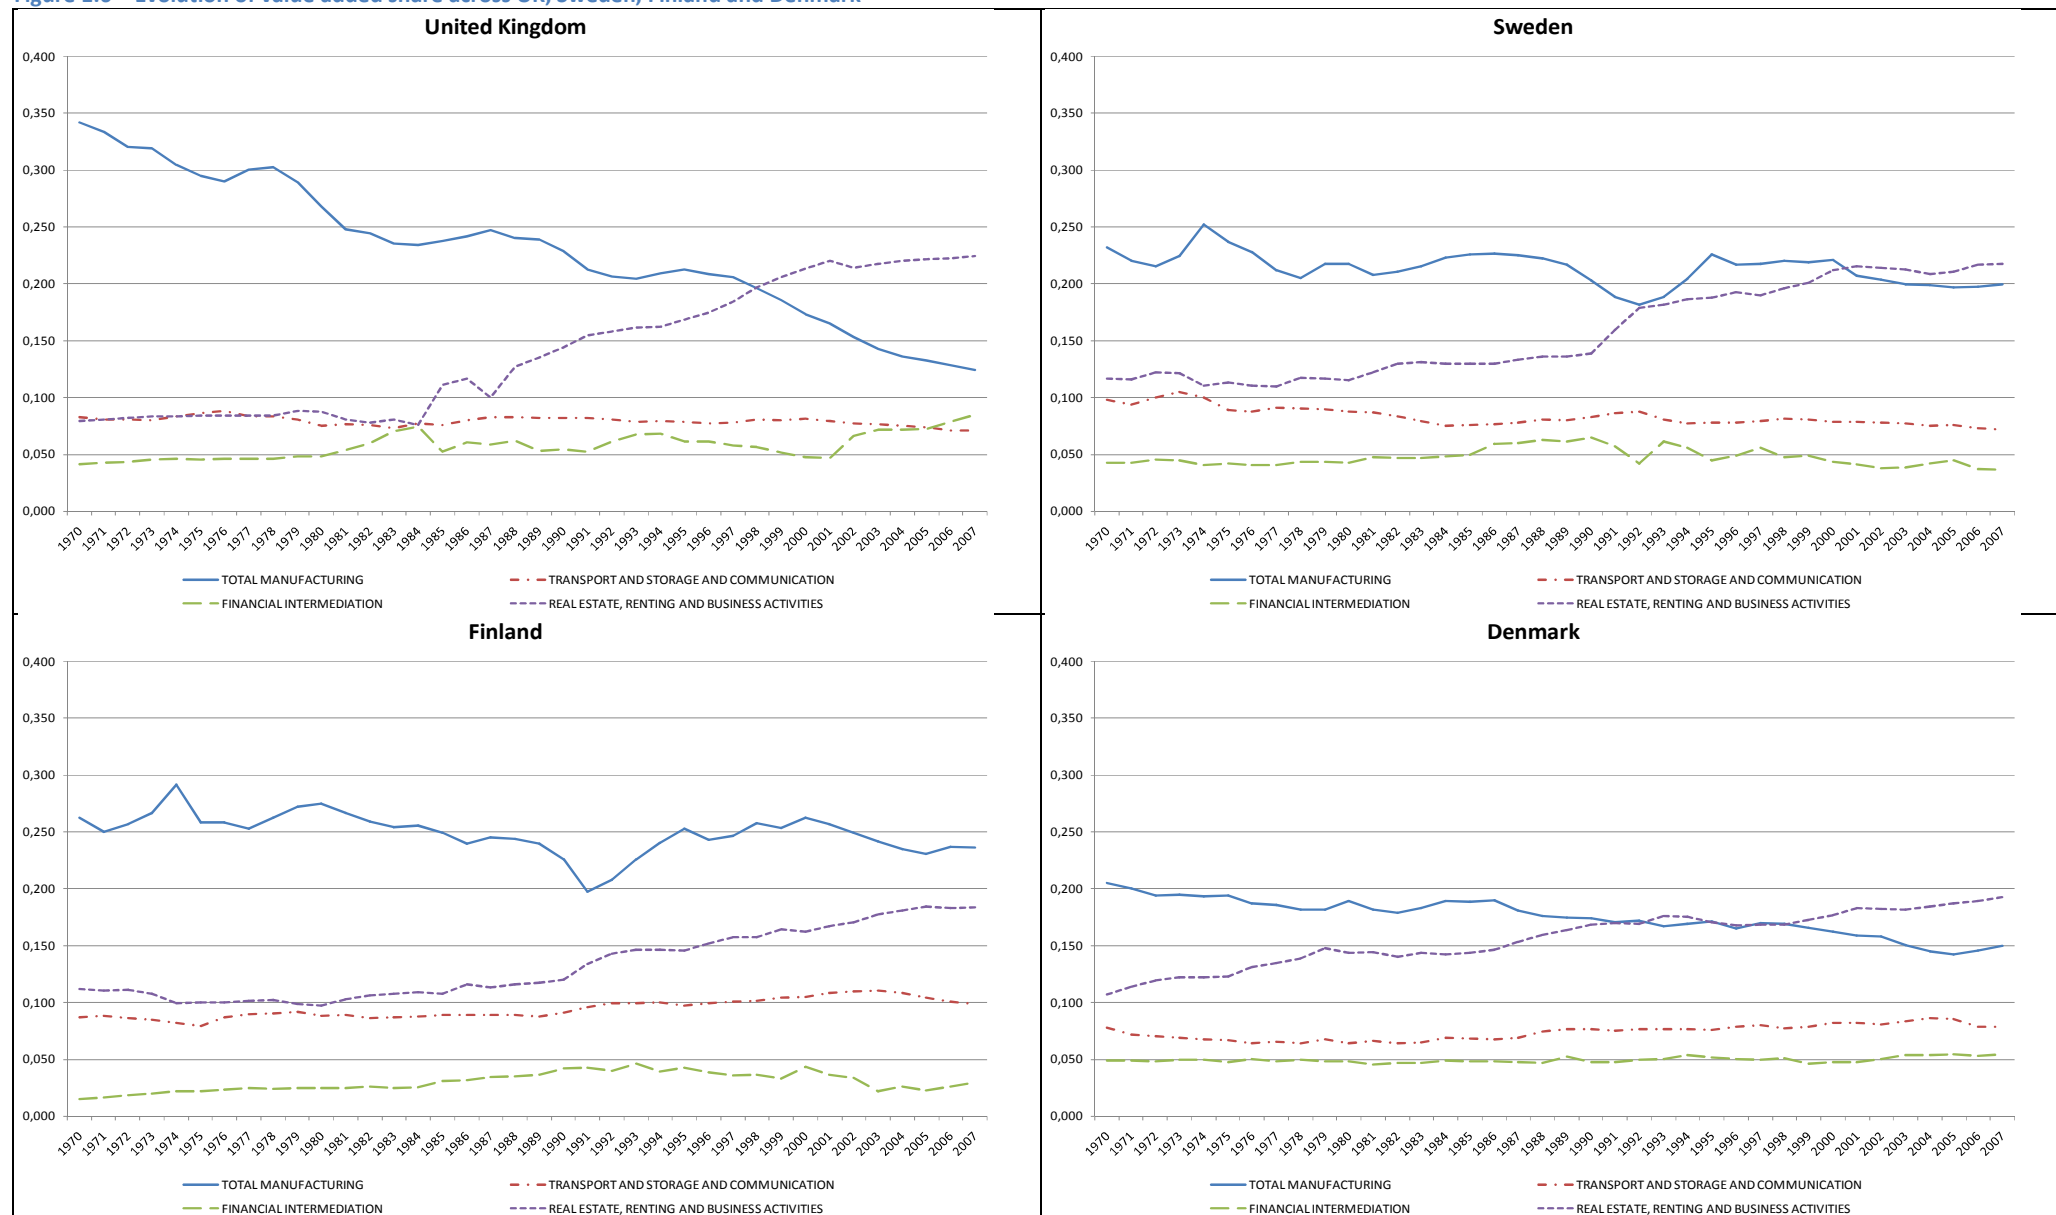 United Kingdom
0,400
0,350
0,300
0,250
0,200
0,150
0,100
0,050
0,000
1970 1971 1972 1973 1974 1975 1976 1977 1978 1979 1980 1981 1982 1983 1984 1985 1986 1987 1988 1989 1990 1991 1992 1993 1994 1995 1996 1997 1998 1999 2000 2001 2002 2003 2004 2005 2006 2007
TOTAL MANUFACTURING TRANSPORT AND STORAGE AND COMMUNICATION
FINANCIAL INTERMEDIATION REAL ESTATE, RENTING AND BUSINESS ACTIVITIES
Sweden
0,400
0,350
0,300
0,250
0,200
0,150
0,100
0,050
0,000
1970 1971 1972 1973 1974 1975 1976 1977 1978 1979 1980 1981 1982 1983 1984 1985 1986 1987 1988 1989 1990 1991 1992 1993 1994 1995 1996 1997 1998 1999 2000 2001 2002 2003 2004 2005 2006 2007
TOTAL MANUFACTURING TRANSPORT AND STORAGE AND COMMUNICATION
FINANCIAL INTERMEDIATION REAL ESTATE, RENTING AND BUSINESS ACTIVITIES
Finland
0,400
0,350
0,300
0,250
0,200
0,150
0,100
0,050
0,000
1970 1971 1972 1973 1974 1975 1976 1977 1978 1979 1980 1981 1982 1983 1984 1985 1986 1987 1988 1989 1990 1991 1992 1993 1994 1995 1996 1997 1998 1999 2000 2001 2002 2003 2004 2005 2006 2007
TOTAL MANUFACTURING TRANSPORT AND STORAGE AND COMMUNICATION
FINANCIAL INTERMEDIATION REAL ESTATE, RENTING AND BUSINESS ACTIVITIES
Denmark
0,400
0,350
0,300
0,250
0,200
0,150
0,100
0,050
0,000
1970 1971 1972 1973 1974 1975 1976 1977 1978 1979 1980 1981 1982 1983 1984 1985 1986 1987 1988 1989 1990 1991 1992 1993 1994 1995 1996 1997 1998 1999 2000 2001 2002 2003 2004 2005 2006 2007
TOTAL MANUFACTURING TRANSPORT AND STORAGE AND COMMUNICATION
FINANCIAL INTERMEDIATION REAL ESTATE, RENTING AND BUSINESS ACTIVITIES